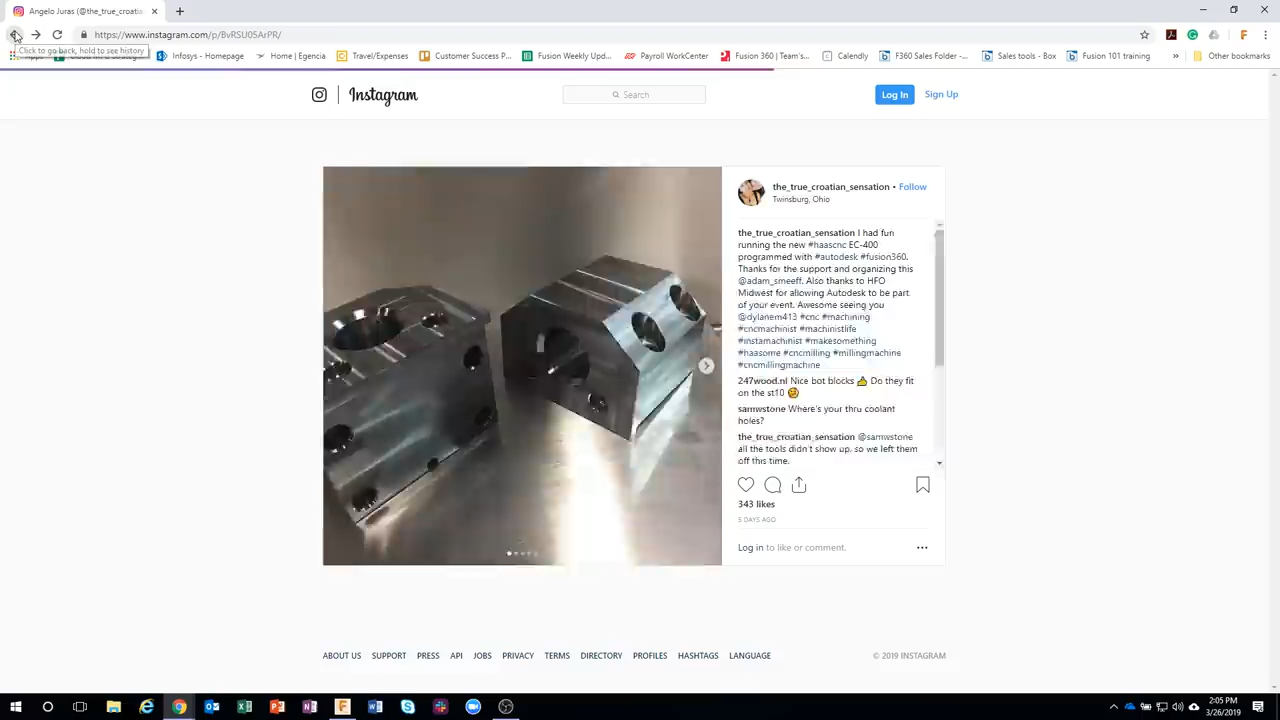 Angelo Juras (@the_true_croatia
https://www.instagram.com/p/BvRSU05ArPR/
Click to go back, hold to see history
Infosys - Homepage
Home | Egencia
Travel/Expenses
Customer Success P...
Fusion Weekly Upd...
Payroll WorkCenter
Fusion 360 | Team's...
Calendly
F360 Sales Folder -...
Sales tools - Box
Fusion 101 training
»
Other bookmarks
Instagram
Search
Log In
Sign Up
the_true_croatian_sensation • Follow
Twinsburg, Ohio
the_true_croatian_sensation I had fun
running the new #haascnc EC-400
programmed with #autodesk #fusion360.
Thanks for the support and organizing this
@adam_smeeff. Also thanks to HFO
Midwest for allowing Autodesk to be part
of your event. Awesome seeing you
@dylanem413 #cnc #machining
#cncmachinist #machinistlife
#instamachinist #makesomething
#haasome #cncmilling #millingmachine
#cncmillingmachine
247wood.nl Nice bot blocks 👍 Do they fit
on the st10 🤔
samwstone Where's your thru coolant
holes?
the_true_croatian_sensation @samwstone
all the tools didn't show up, so we left them
off this time.
343 likes
5 DAYS AGO
Log in to like or comment.
ABOUT US SUPPORT PRESS API JOBS PRIVACY TERMS DIRECTORY PROFILES HASHTAGS LANGUAGE
© 2019 INSTAGRAM
2:05 PM
3/26/2019